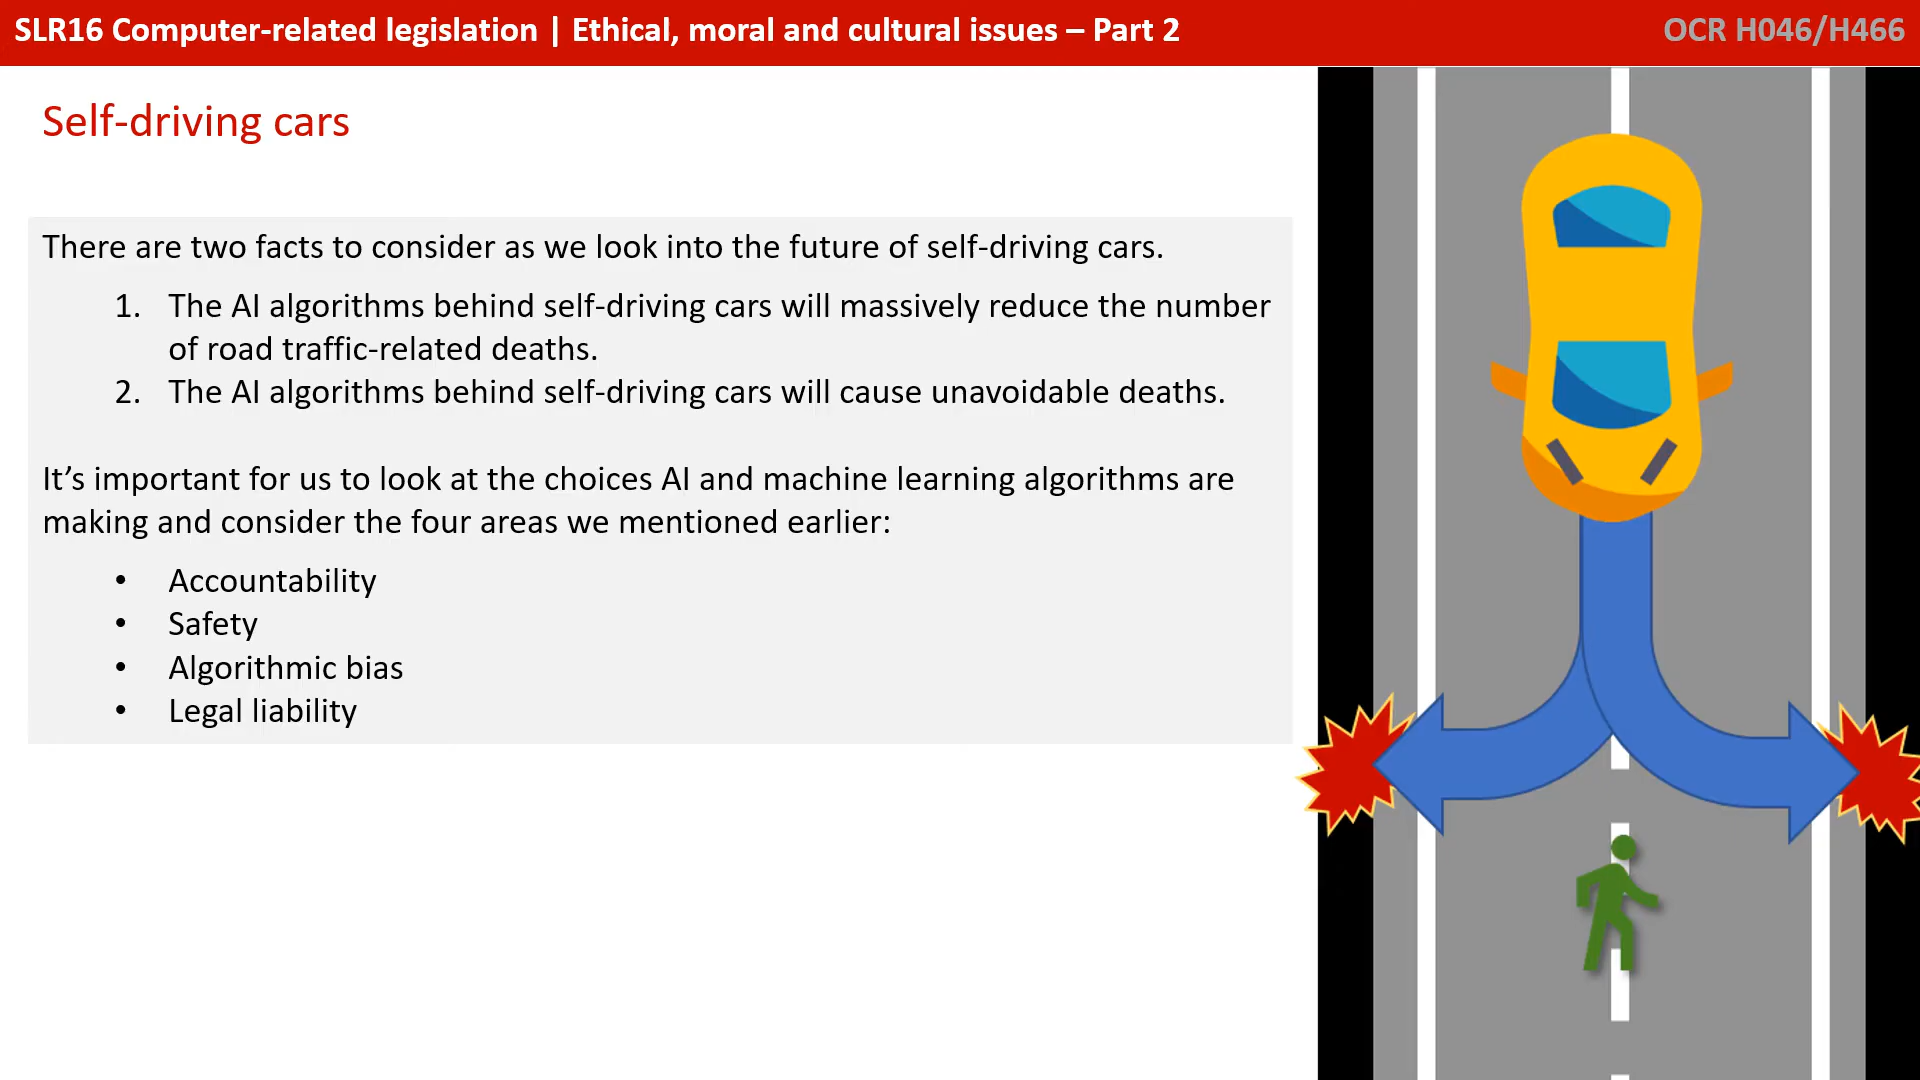 SLR16 Computer-related legislation | Ethical, moral and cultural issues – Part 2
OCR H046/H466
Self-driving cars
There are two facts to consider as we look into the future of self-driving cars.
1. The AI algorithms behind self-driving cars will massively reduce the number
of road traffic-related deaths.
2. The AI algorithms behind self-driving cars will cause unavoidable deaths.
It’s important for us to look at the choices AI and machine learning algorithms are
making and consider the four areas we mentioned earlier:
• Accountability
• Safety
• Algorithmic bias
• Legal liability